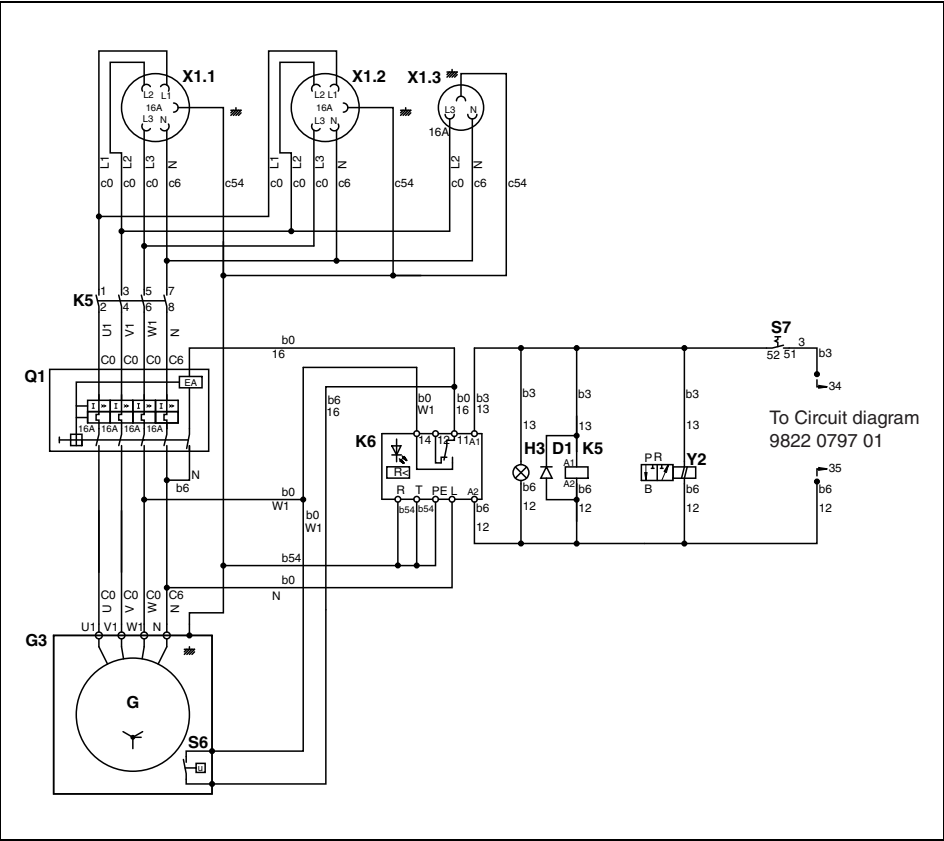 X1.1 X1.2 X1.3
L2 L1 L2 L1
16A 16A L3 N
L3 N L3 N 16A
L1 L2 L3 N L1 L2 L3 N L2 N
c0 c0 c0 c6 c54 c0 c0 c0 c6 c54 c0 c6 c54
K5 1 3 5 7
2 4 6 8
U1 V1 W1 N
C0 C0 C0 C6
b0
16
S7
52 51 3
b3
34
Q1 EA
I » I » I » I »
16A 16A 16A 16A
N
b6
b6
16
b0
W1
b0
16
b3
13
K6 14 12 11 A1
R<
R T PE L A2
b54 b54
b6
12
b3 b3 b3
13 13 13
H3 D1 K5 Y2
A1
A2
P R
B
b6 b6 b6
12 12 12
To Circuit diagram
9822 0797 01
35
b6
12
b0
W1
b0
W1
b54
b0
N
C0 C0 C0 C6
U V W N
U1 V1 W1 N
G3
G
S6
u